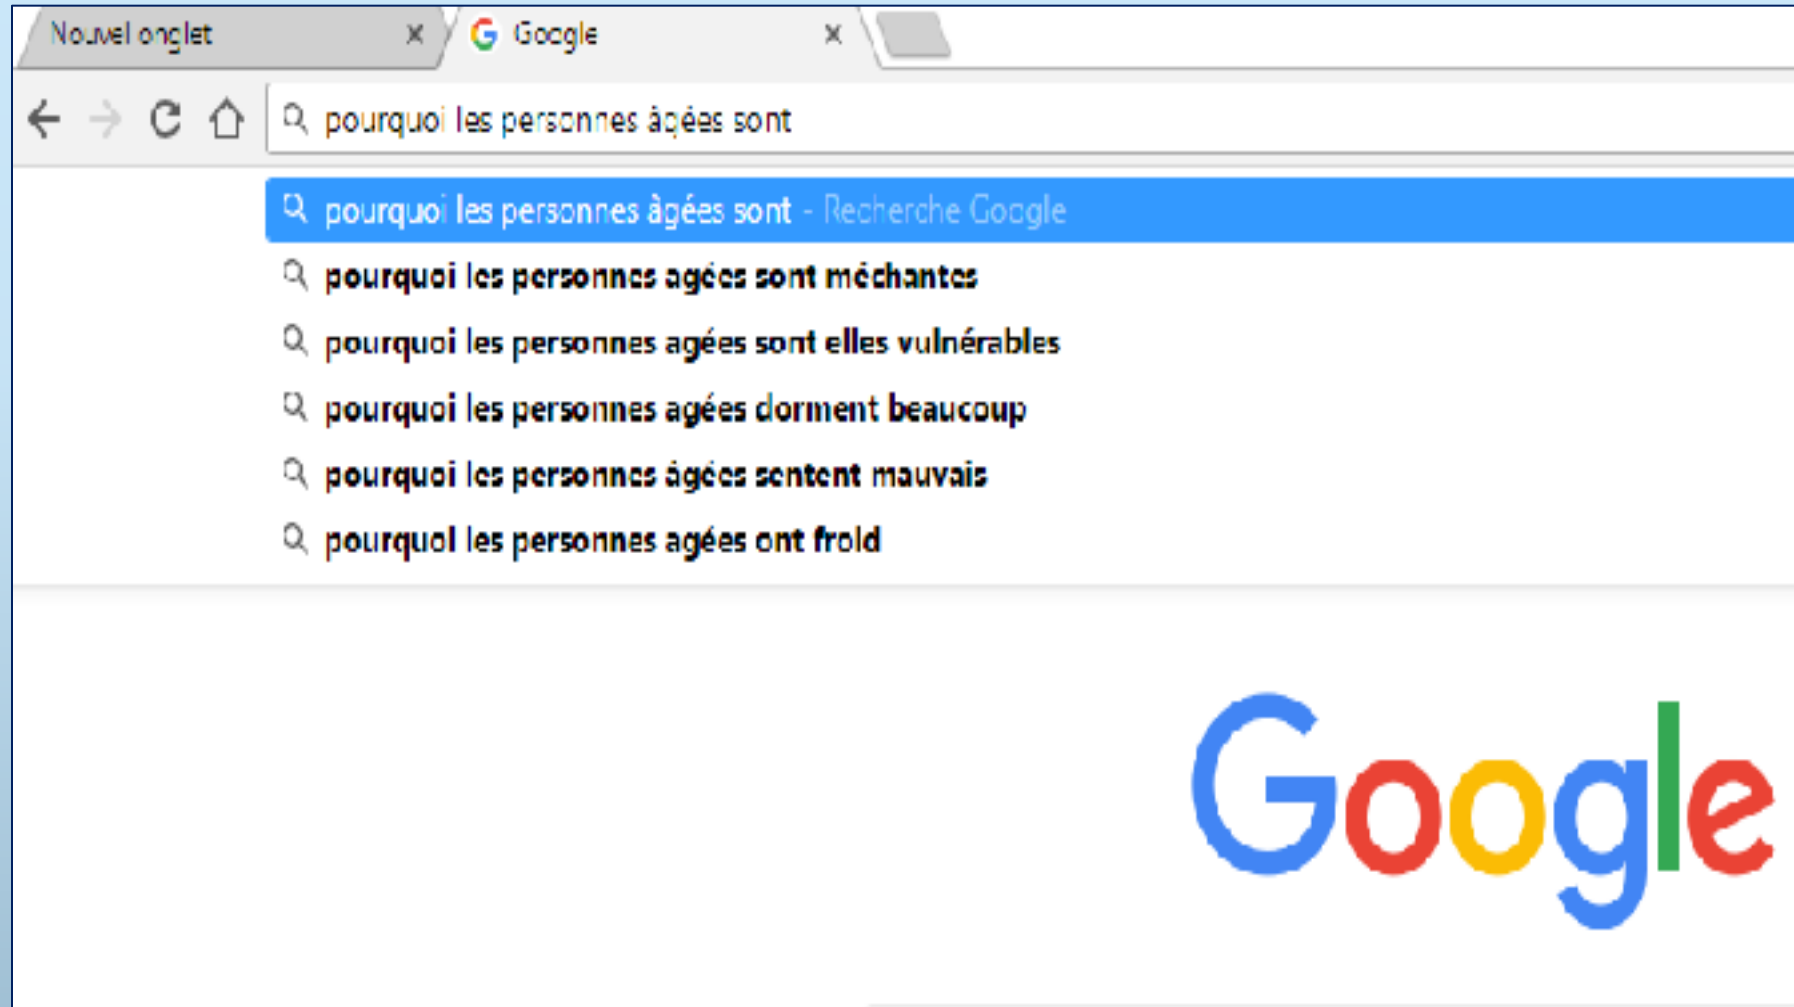 Nouvel onglet
Google
pourquoi les personnes âgées sont
pourquoi les personnes âgées sont - Recherche Google
pourquoi les personnes agées sont méchantes
pourquoi les personnes agées sont elles vulnérables
pourquoi les personnes agées dorment beaucoup
pourquoi les personnes âgées sentent mauvais
pourquoi les personnes agées ont froid
Google